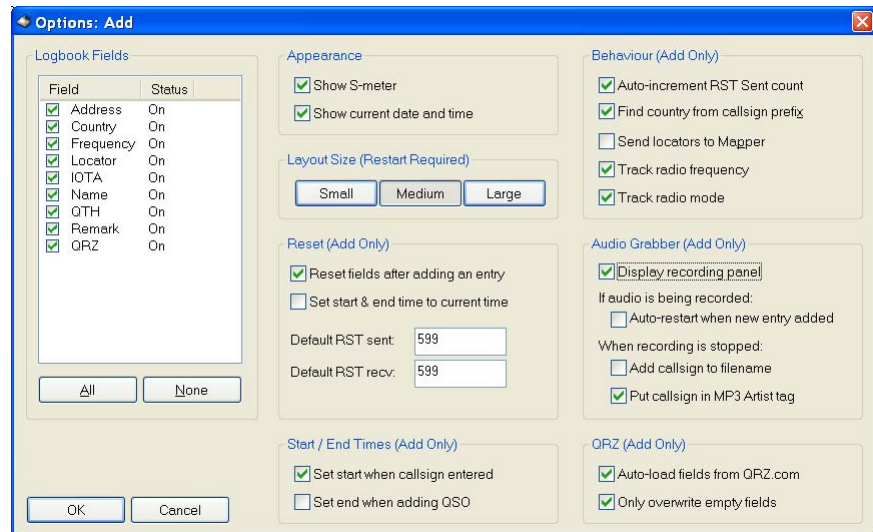 Options: Add
Logbook Fields
Field Status
Address On
Country On
Frequency On
Locator On
IOTA On
Name On
QTH On
Remark On
QRZ On
All None
OK Cancel
Appearance
Show S-meter
Show current date and time
Layout Size (Restart Required)
Small Medium Large
Reset (Add Only)
Reset fields after adding an entry
Set start & end time to current time
Default RST sent: 599
Default RST recv: 599
Start / End Times (Add Only)
Set start when callsign entered
Set end when adding QSO
Behaviour (Add Only)
Auto-increment RST Sent count
Find country from callsign prefix
Send locators to Mapper
Track radio frequency
Track radio mode
Audio Grabber (Add Only)
Display recording panel
If audio is being recorded:
Auto-restart when new entry added
When recording is stopped:
Add callsign to filename
Put callsign in MP3 Artist tag
QRZ (Add Only)
Auto-load fields from QRZ.com
Only overwrite empty fields